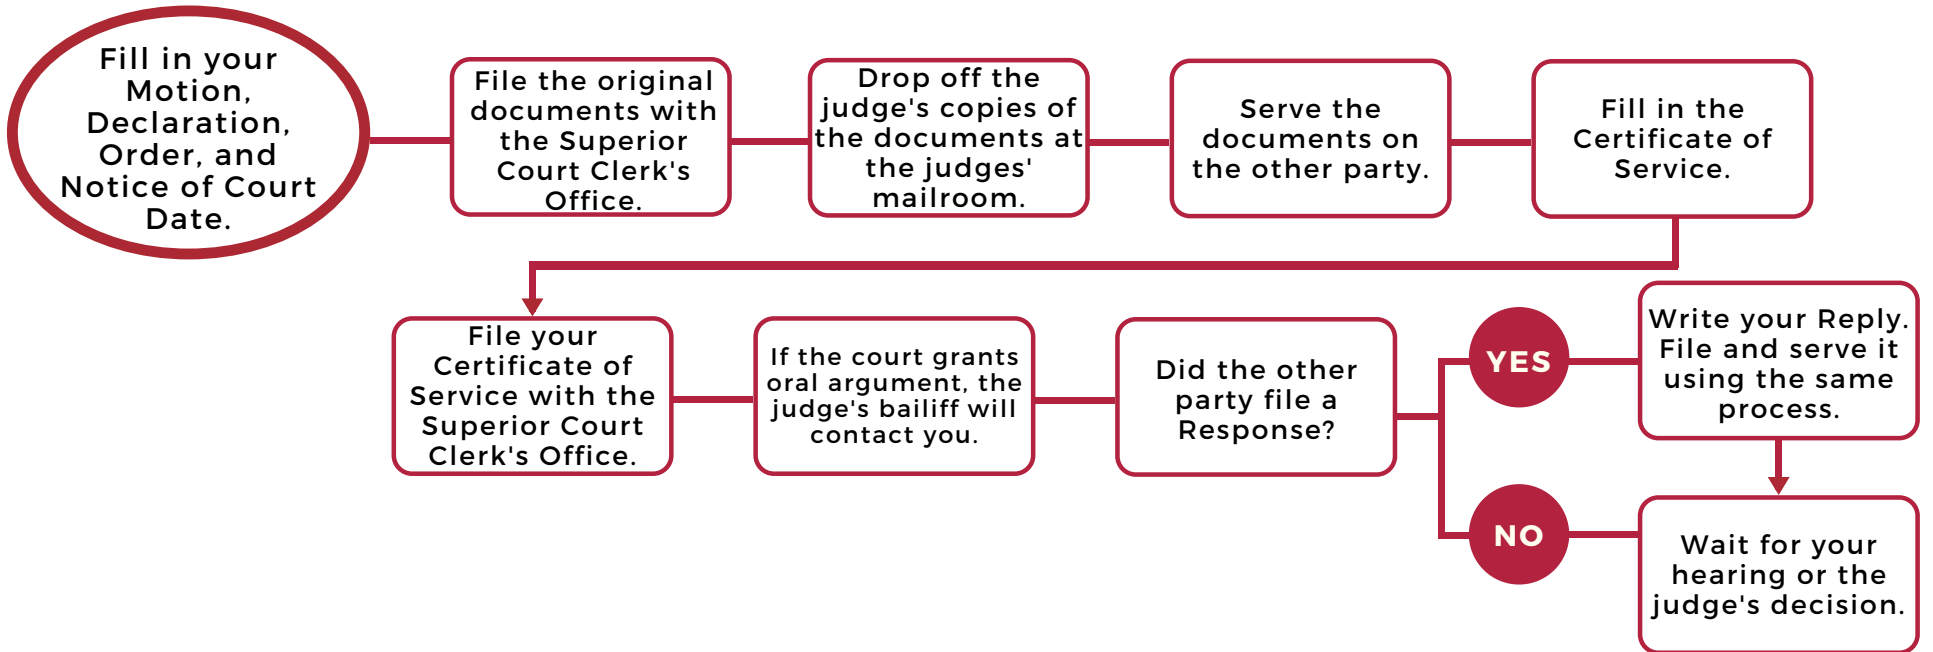 Fill in your
Motion,
Declaration,
Order, and
Notice of Court
Date.
File the original
documents with
the Superior
Court Clerk's
Office.
Drop off the
judge's copies of
the documents at
the judges'
mailroom.
Serve the
documents on
the other party.
Fill in the
Certificate of
Service.
File your
Certificate of
Service with the
Superior Court
Clerk's Office.
If the court grants
oral argument, the
judge's bailiff will
contact you.
Did the other
party file a
Response?
YES
Write your Reply.
File and serve it
using the same
process.
NO
Wait for your
hearing or the
judge's decision.